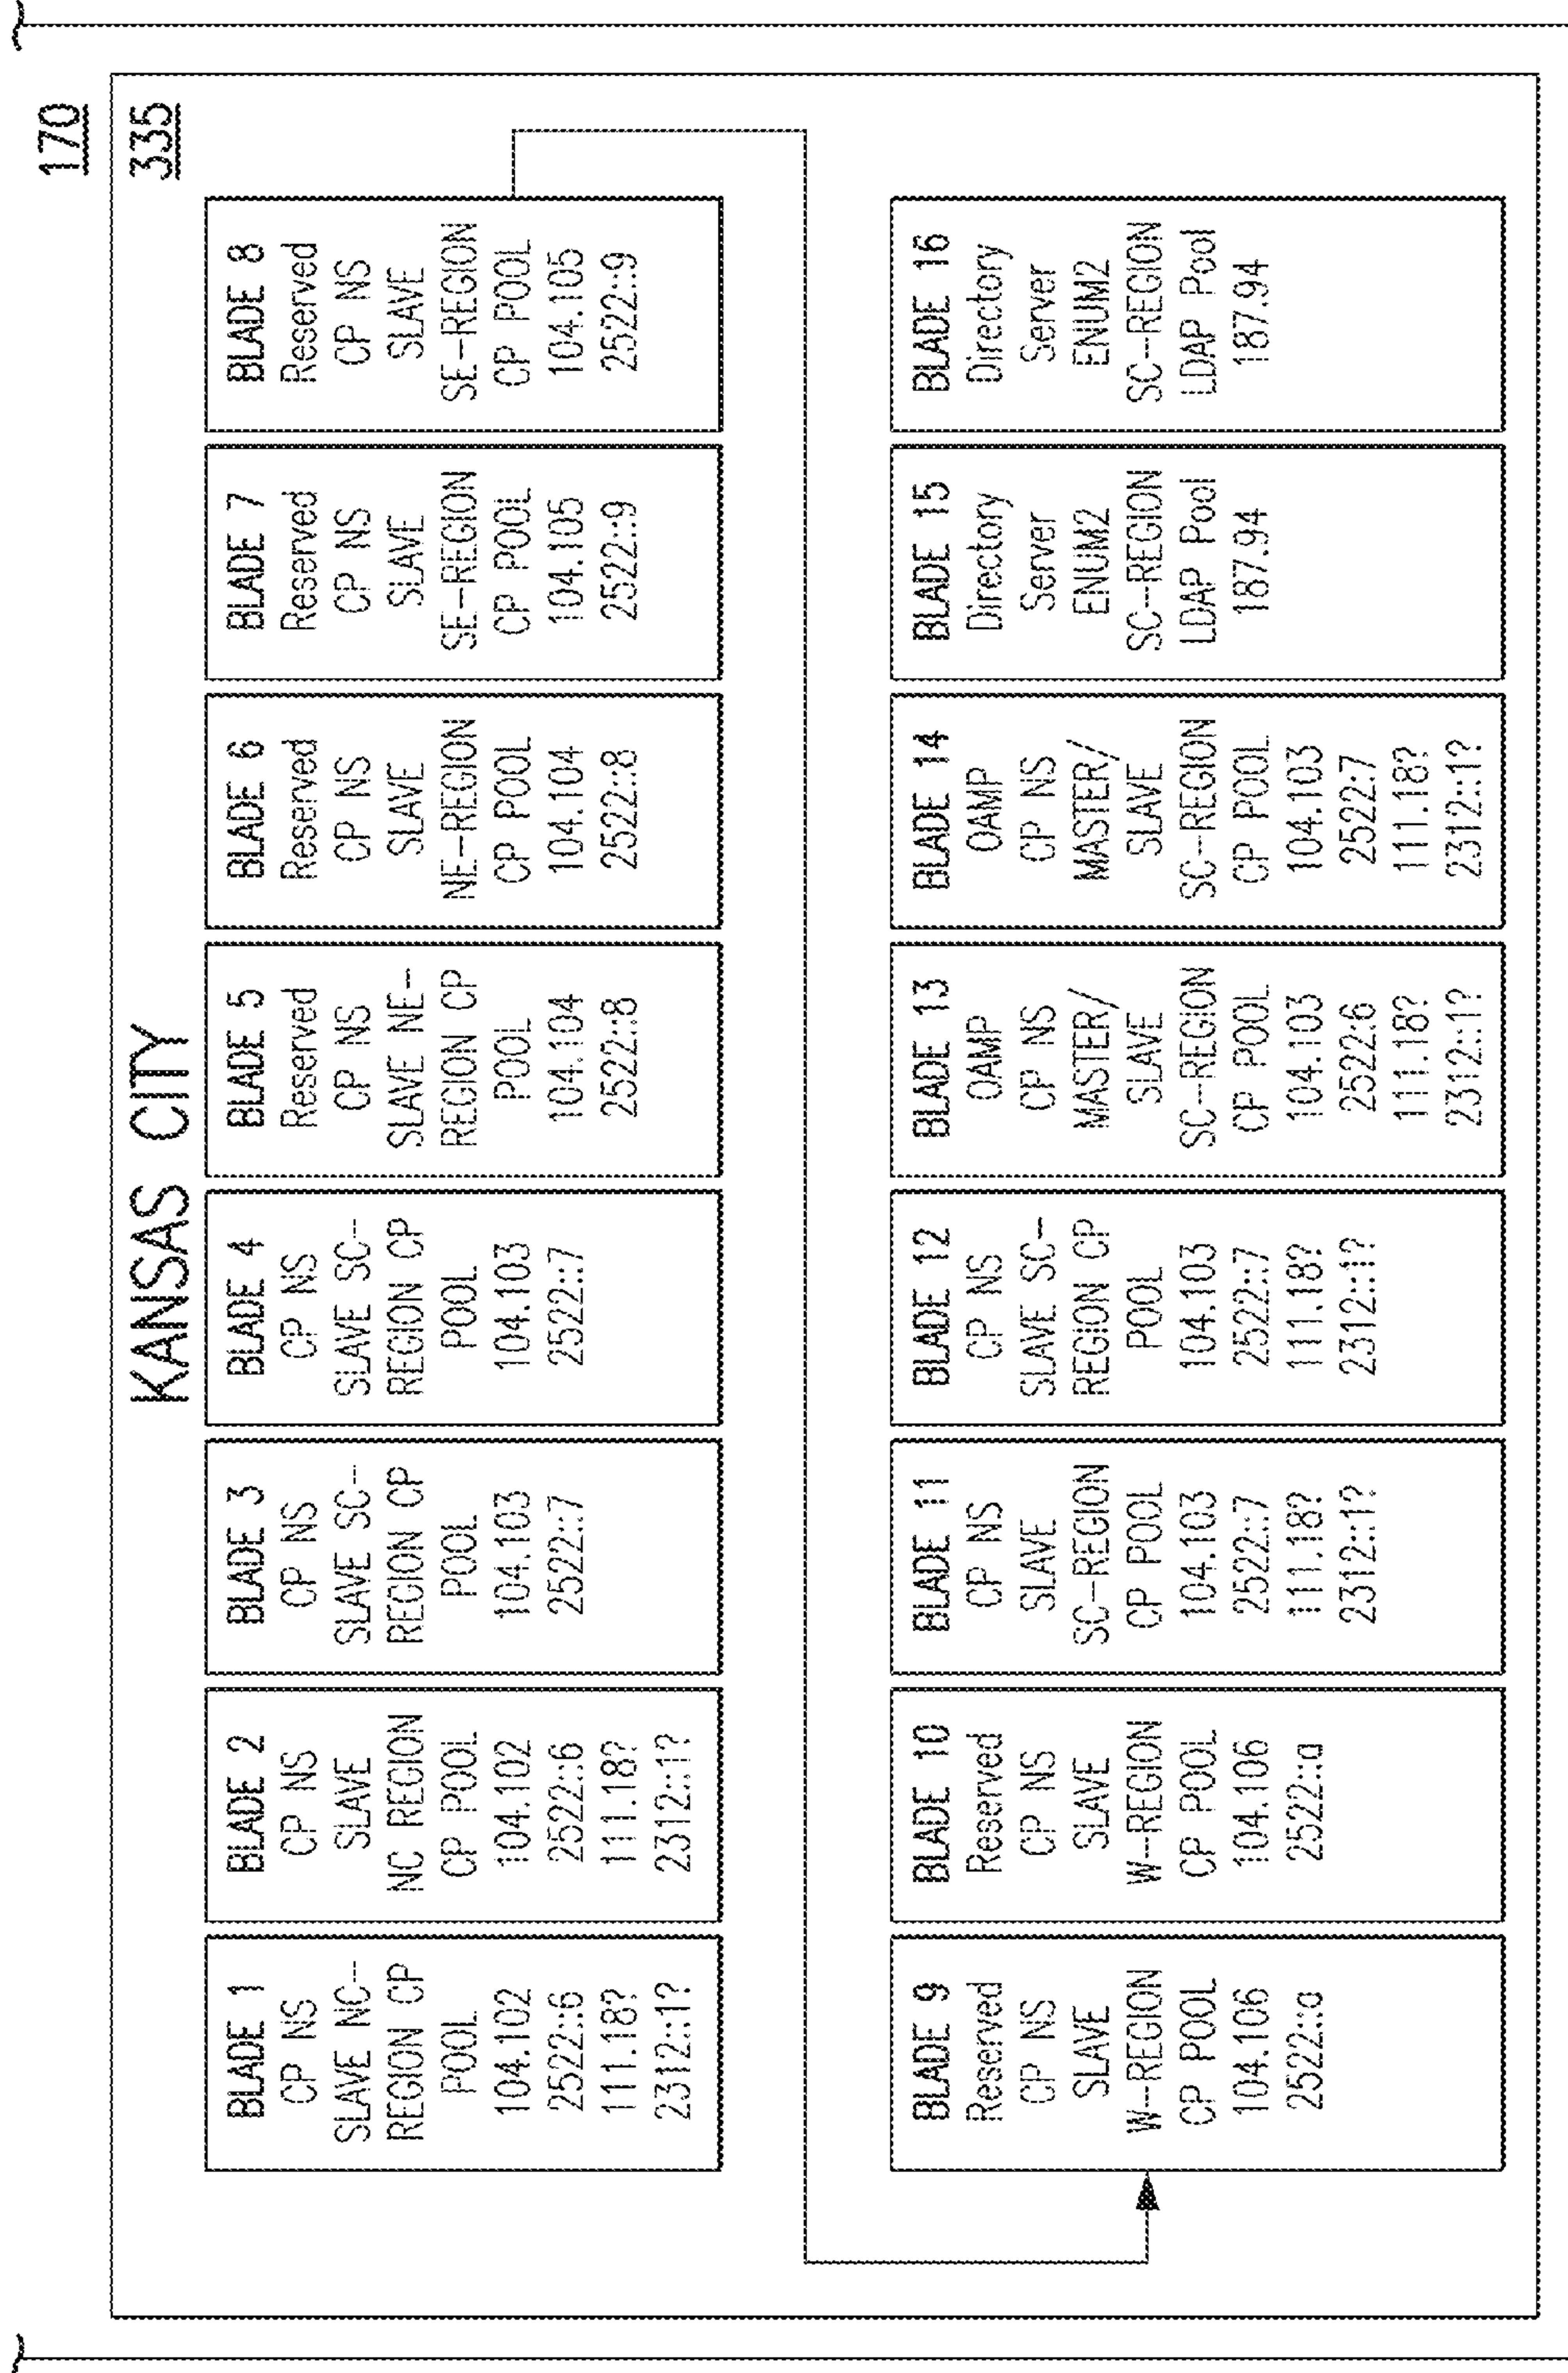 170
335
KANSAS CITY
BLADE 1
CP NS
SLAVE NC-
REGION CP
POOL
104.102
2522::6
111.18?
2312::1?
BLADE 2
CP NS
SLAVE
NC REGION
CP POOL
104.102
2522::6
111.18?
2312::1?
BLADE 3
CP NS
SLAVE SC-
REGION CP
POOL
104.103
2522::7
BLADE 4
CP NS
SLAVE SC-
REGION CP
POOL
104.103
2522::7
BLADE 5
Reserved
CP NS
SLAVE NE-
REGION CP
POOL
104.104
2522::8
BLADE 6
Reserved
CP NS
SLAVE
NE-REGION
CP POOL
104.104
2522::8
BLADE 7
Reserved
CP NS
SLAVE
SE-REGION
CP POOL
104.105
2522::9
BLADE 8
Reserved
CP NS
SLAVE
SE-REGION
CP POOL
104.105
2522::9
BLADE 9
Reserved
CP NS
SLAVE
W-REGION
CP POOL
104.106
2522::a
BLADE 10
Reserved
CP NS
SLAVE
W-REGION
CP POOL
104.106
2522::a
BLADE 11
CP NS
SLAVE
SC-REGION
CP POOL
104.103
2522::7
111.18?
2312::1?
BLADE 12
CP NS
SLAVE SC-
REGION CP
POOL
104.103
2522::7
111.18?
2312::1?
BLADE 13
OAMP
CP NS
MASTER/
SLAVE
SC-REGION
CP POOL
104.103
2522:6
111.18?
2312::1?
BLADE 14
OAMP
CP NS
MASTER/
SLAVE
SC-REGION
CP POOL
104.103
2522:7
111.18?
2312::1?
BLADE 15
Directory
Server
ENUM2
SC-REGION
LDAP Pool
187.94
BLADE 16
Directory
Server
ENUM2
SC-REGION
LDAP Pool
187.94